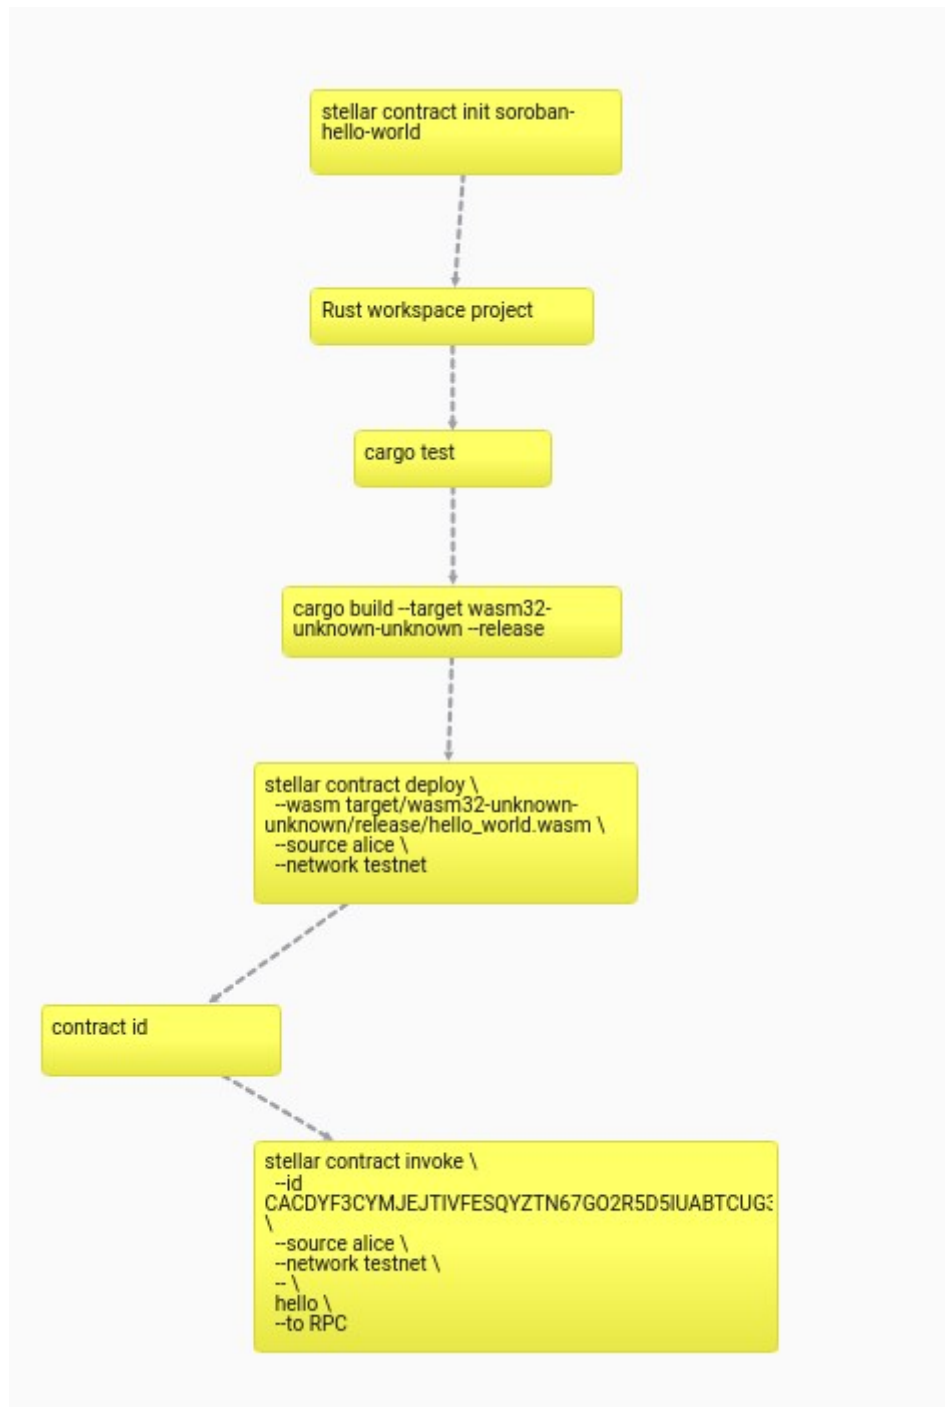 stellar contract init soroban-
hello-world
Rust workspace project
cargo test
cargo build --target wasm32-
unknown-unknown --release
stellar contract deploy \
--wasm target/wasm32-unknown-
unknown/release/hello_world.wasm \
--source alice \
--network testnet
contract id
stellar contract invoke \
--id
CACDYF3CYMJEJTIVFESQYZTN67GO2R5D5IUABTCUG3
\
--source alice \
--network testnet \
-- \
hello \
--to RPC